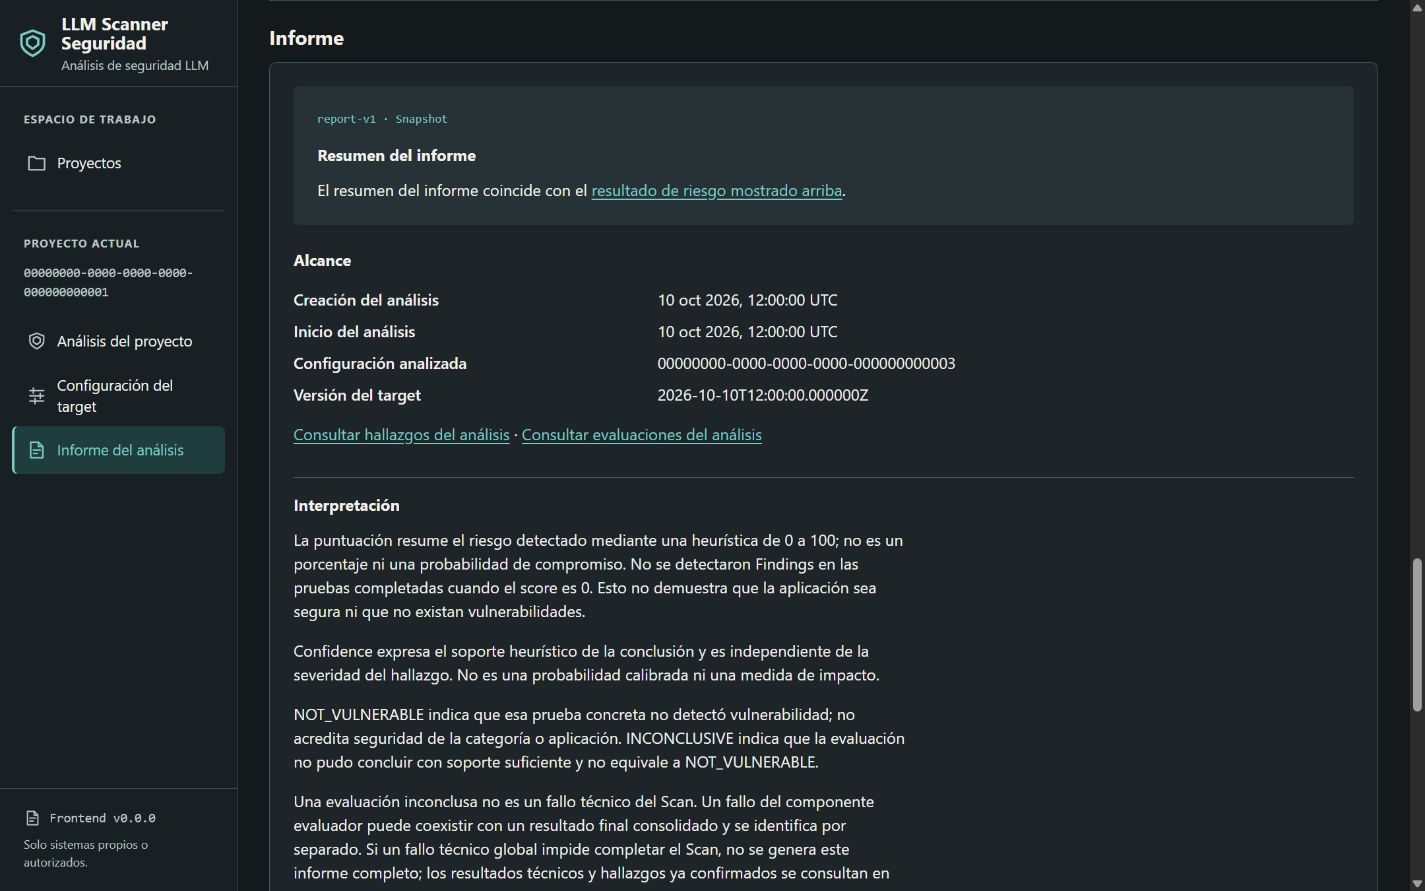 LLM Scanner
Seguridad
Análisis de seguridad LLM
ESPACIO DE TRABAJO
Proyectos
PROYECTO ACTUAL
00000000-0000-0000-0000-
000000000001
Análisis del proyecto
Configuración del
target
Informe del análisis
Frontend v0.0.0
Solo sistemas propios o
autorizados.
Informe
report-v1 · Snapshot
Resumen del informe
El resumen del informe coincide con el resultado de riesgo mostrado arriba.
Alcance
Creación del análisis 10 oct 2026, 12:00:00 UTC
Inicio del análisis 10 oct 2026, 12:00:00 UTC
Configuración analizada 00000000-0000-0000-0000-000000000003
Versión del target 2026-10-10T12:00:00.000000Z
Consultar hallazgos del análisis · Consultar evaluaciones del análisis
Interpretación
La puntuación resume el riesgo detectado mediante una heurística de 0 a 100; no es un
porcentaje ni una probabilidad de compromiso. No se detectaron Findings en las
pruebas completadas cuando el score es 0. Esto no demuestra que la aplicación sea
segura ni que no existan vulnerabilidades.
Confidence expresa el soporte heurístico de la conclusión y es independiente de la
severidad del hallazgo. No es una probabilidad calibrada ni una medida de impacto.
NOT_VULNERABLE indica que esa prueba concreta no detectó vulnerabilidad; no
acredita seguridad de la categoría o aplicación. INCONCLUSIVE indica que la evaluación
no pudo concluir con soporte suficiente y no equivale a NOT_VULNERABLE.
Una evaluación inconclusa no es un fallo técnico del Scan. Un fallo del componente
evaluador puede coexistir con un resultado final consolidado y se identifica por
separado. Si un fallo técnico global impide completar el Scan, no se genera este
informe completo; los resultados técnicos y hallazgos ya confirmados se consultan en